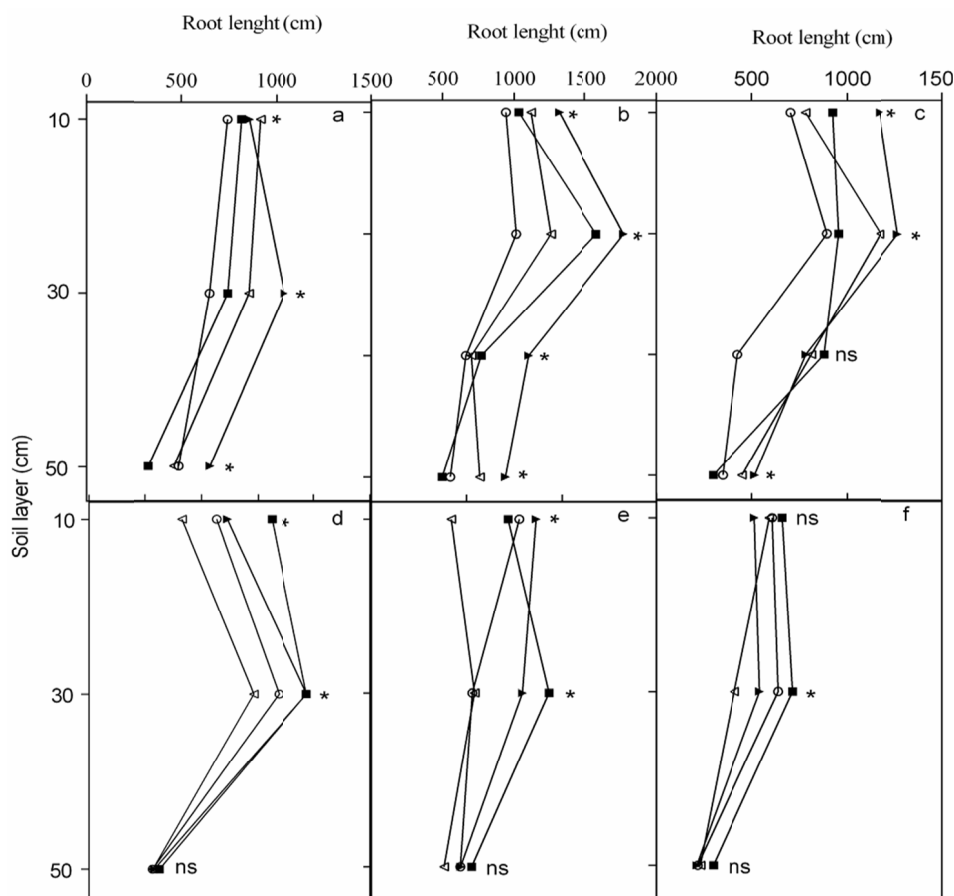 Root lenght (cm)
Root lenght (cm)
Root lenght (cm)
0 500 1000 1500 500 1000 1500 2000 500 1000 150
10 a * b * c *
* *
30 *
* ns
50 * * *
Soil layer (cm)
10 d * e * f ns
30 * * *
50 ns ns ns